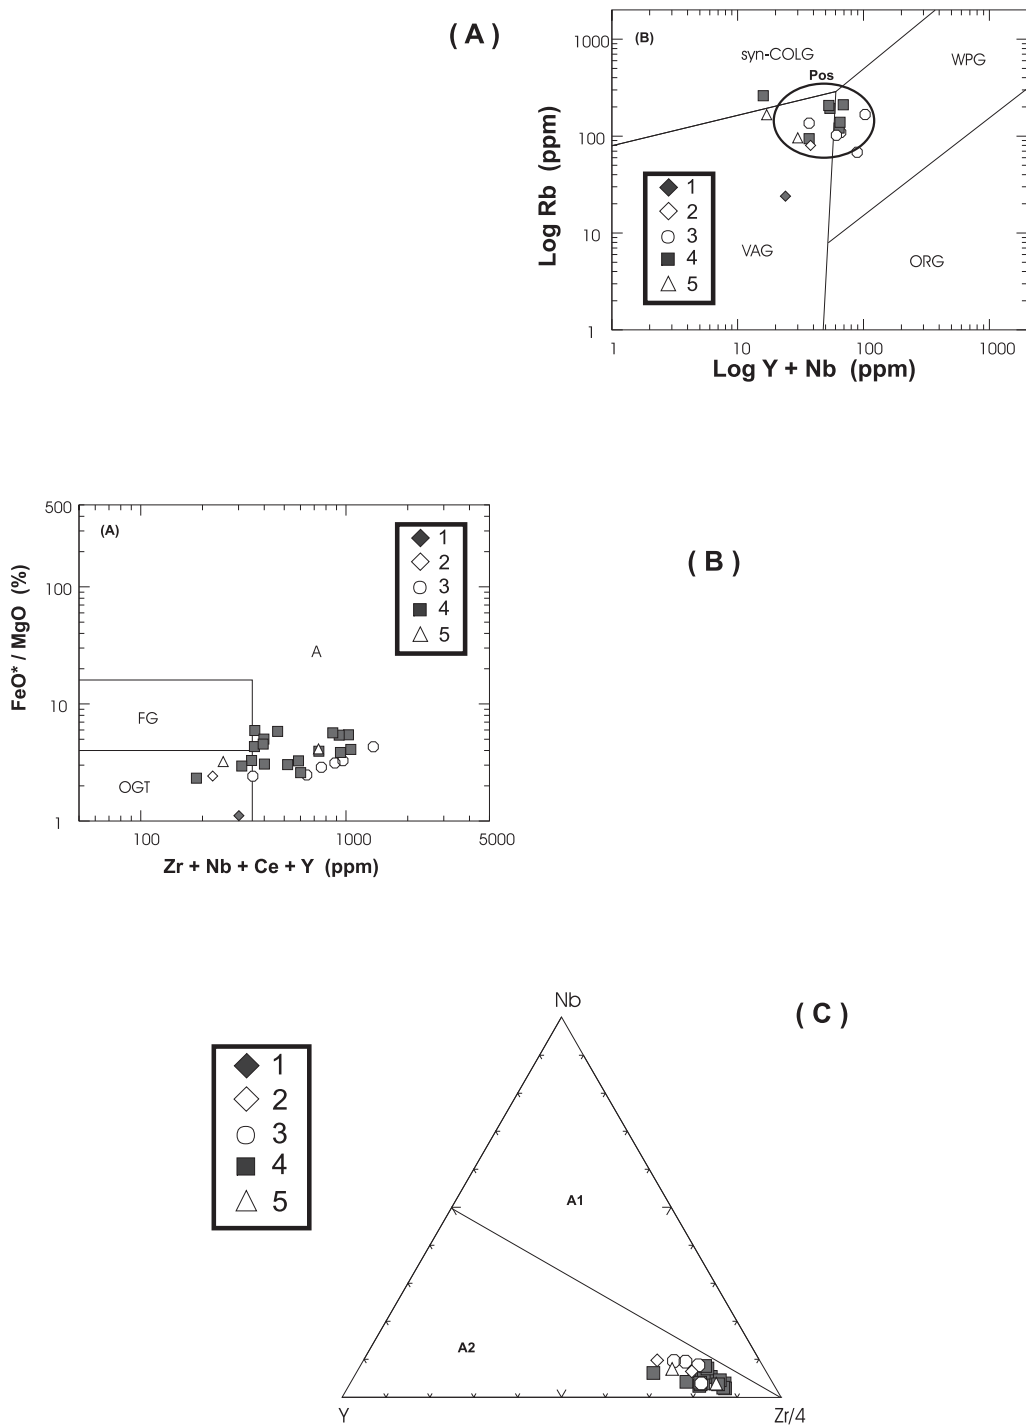 ( A )
(B)
syn-COLG
WPG
Pos
VAG
ORG
1
2
3
4
5
1000
100
10
1
1
10
100
1000
Log Rb (ppm)
Log Y + Nb (ppm)
( B )
(A)
A
FG
OGT
1
2
3
4
5
500
100
10
1
100
1000
5000
FeO* / MgO (%)
Zr + Nb + Ce + Y (ppm)
( C )
Nb
1
2
3
4
5
A1
A2
Y
Zr/4